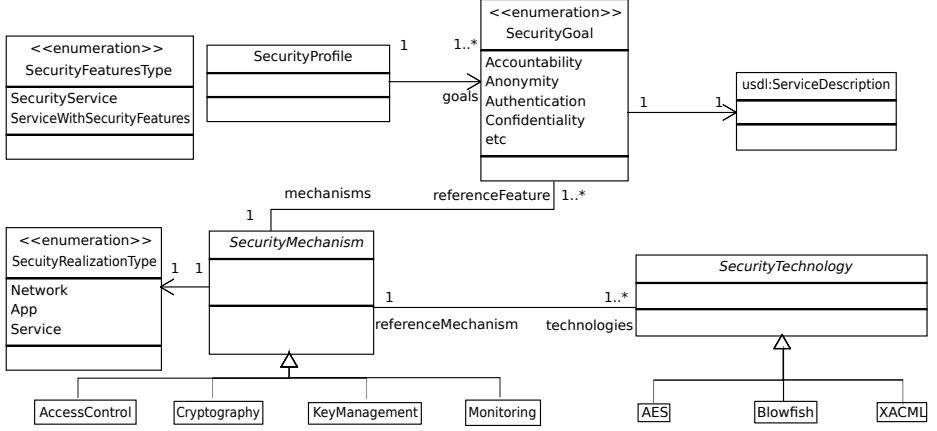 <<enumeration>>
SecurityFeaturesType
SecurityService
ServiceWithSecurityFeatures
SecurityProfile
1
1..*
goals
<<enumeration>>
SecurityGoal
Accountability
Anonymity
Authentication
Confidentiality
etc
1
1
usdl:ServiceDescription
mechanisms
1
referenceFeature
1..*
<<enumeration>>
SecuityRealizationType
Network
App
Service
1
1
SecurityMechanism
1
referenceMechanism
1..*
technologies
SecurityTechnology
AccessControl
Cryptography
KeyManagement
Monitoring
AES
Blowfish
XACML